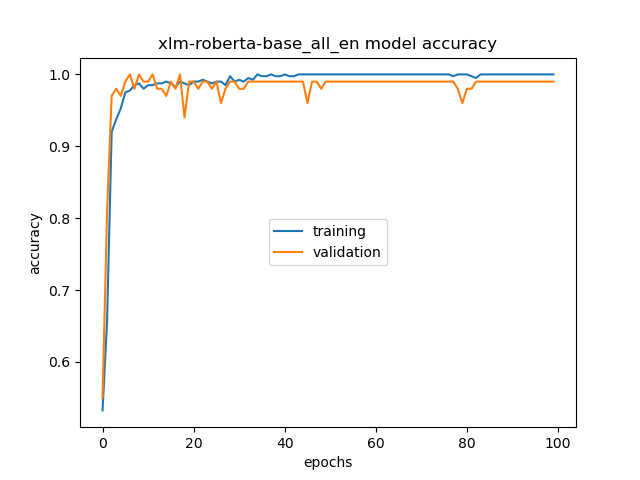 xlm-roberta-base_all_en model accuracy
1.0
0.9
0.8
0.7
0.6
accuracy
training
validation
0 20 40 60 80 100
epochs